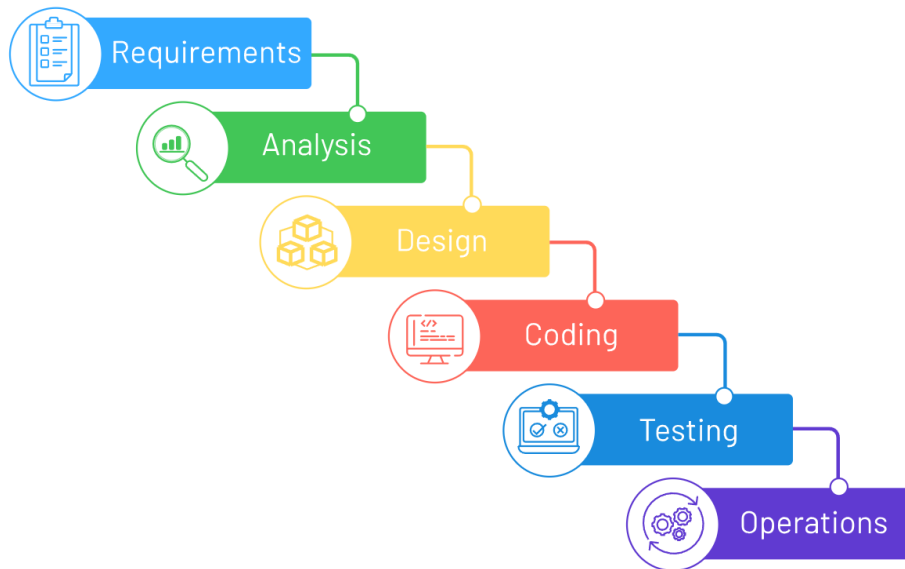 Requirements
Analysis
Design
</>
Coding
Testing
Operations